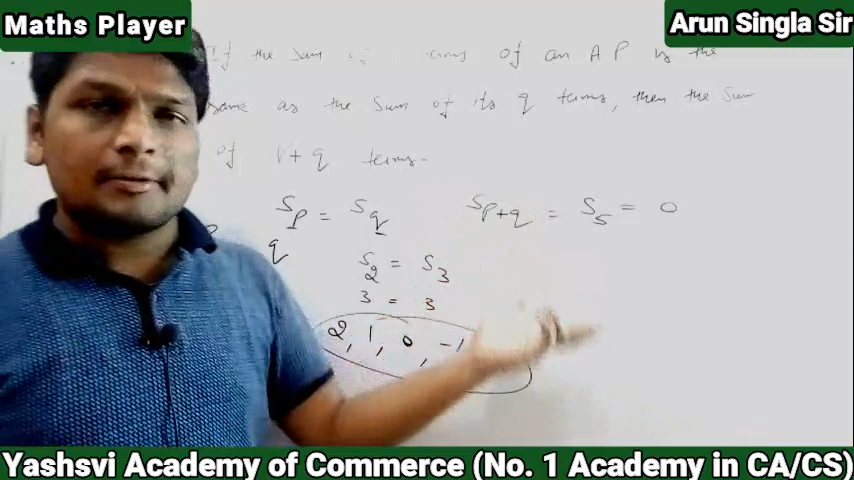 Maths Player
Arun Singla Sir
If the sum of terms of an AP is the
same as the sum of its q terms, then the sum
of P+q terms.
Sp = Sq
Sp+q = S5 = 0
q
S2 = S3
3 = 3
2, 1, 0, -1
Yashsvi Academy of Commerce (No. 1 Academy in CA/CS)